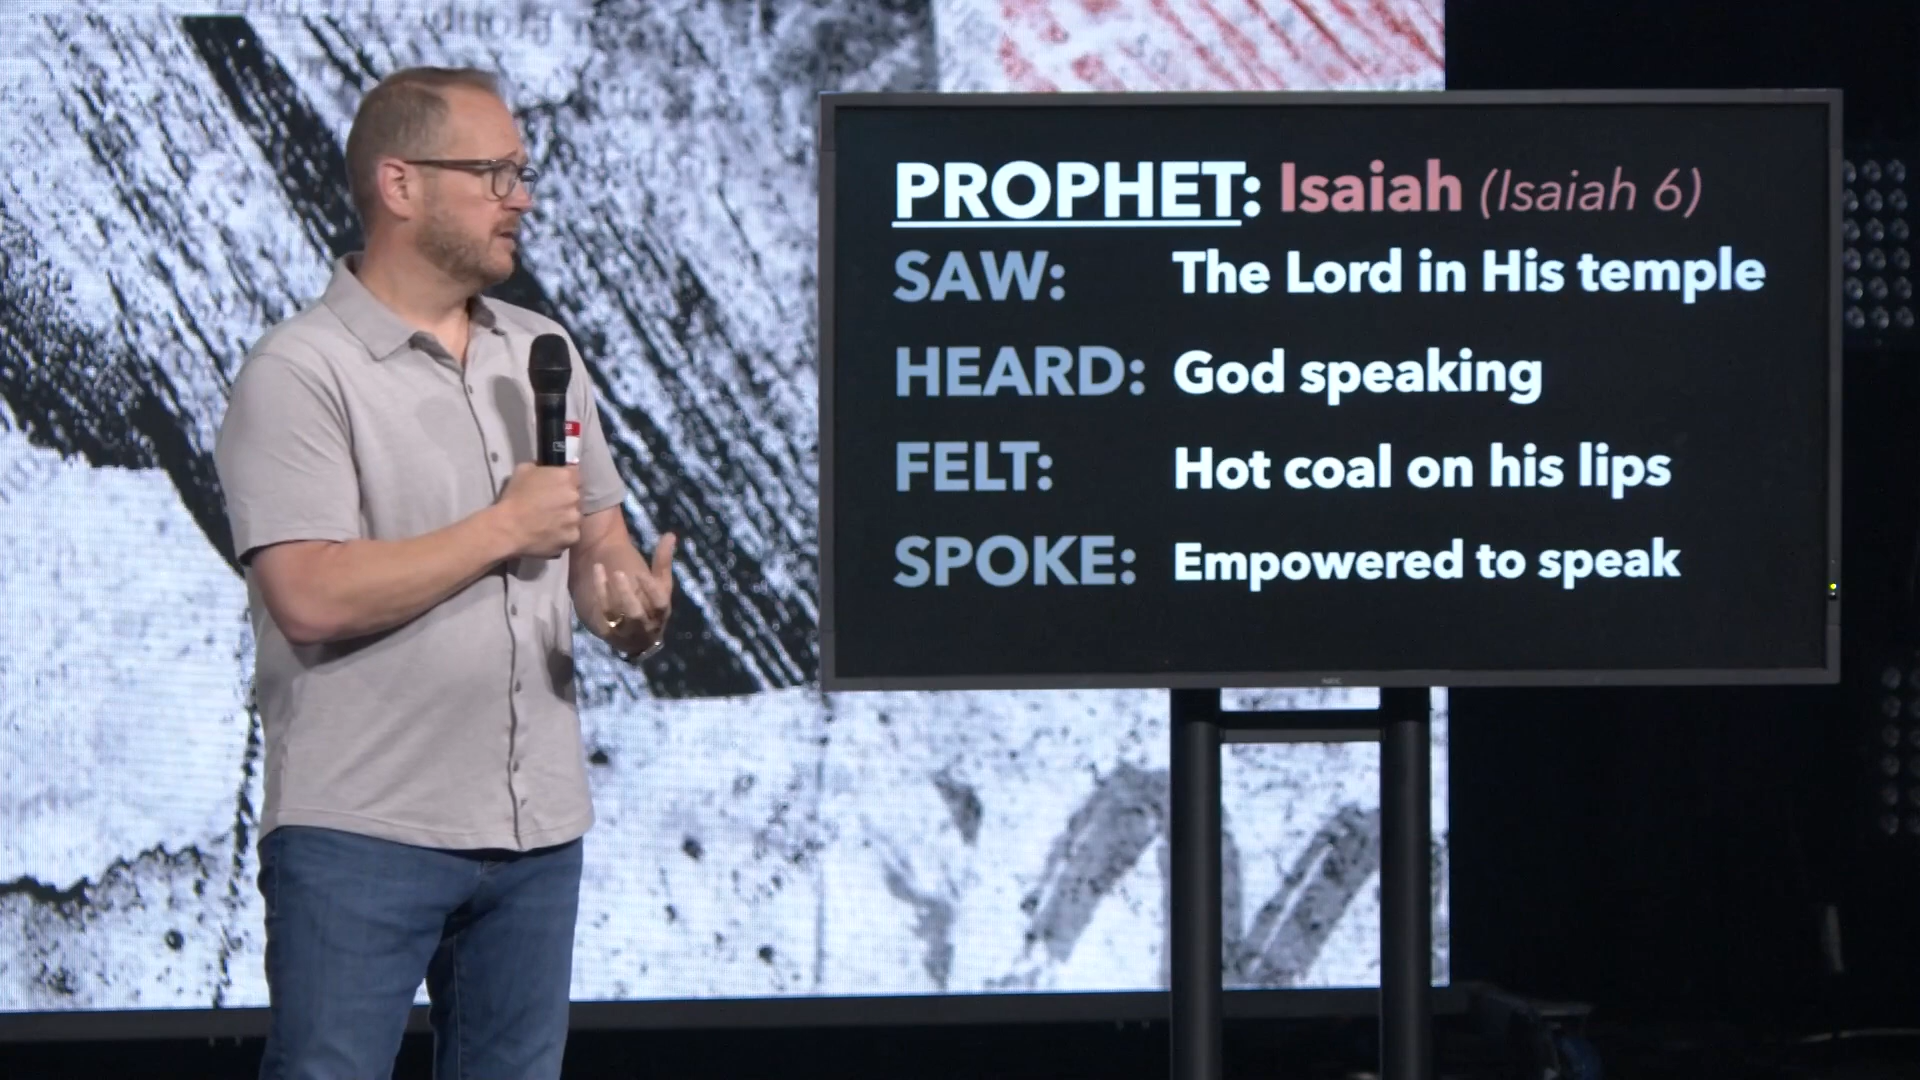 PROPHET: Isaiah (Isaiah 6)
SAW: The Lord in His temple
HEARD: God speaking
FELT: Hot coal on his lips
SPOKE: Empowered to speak
NEC